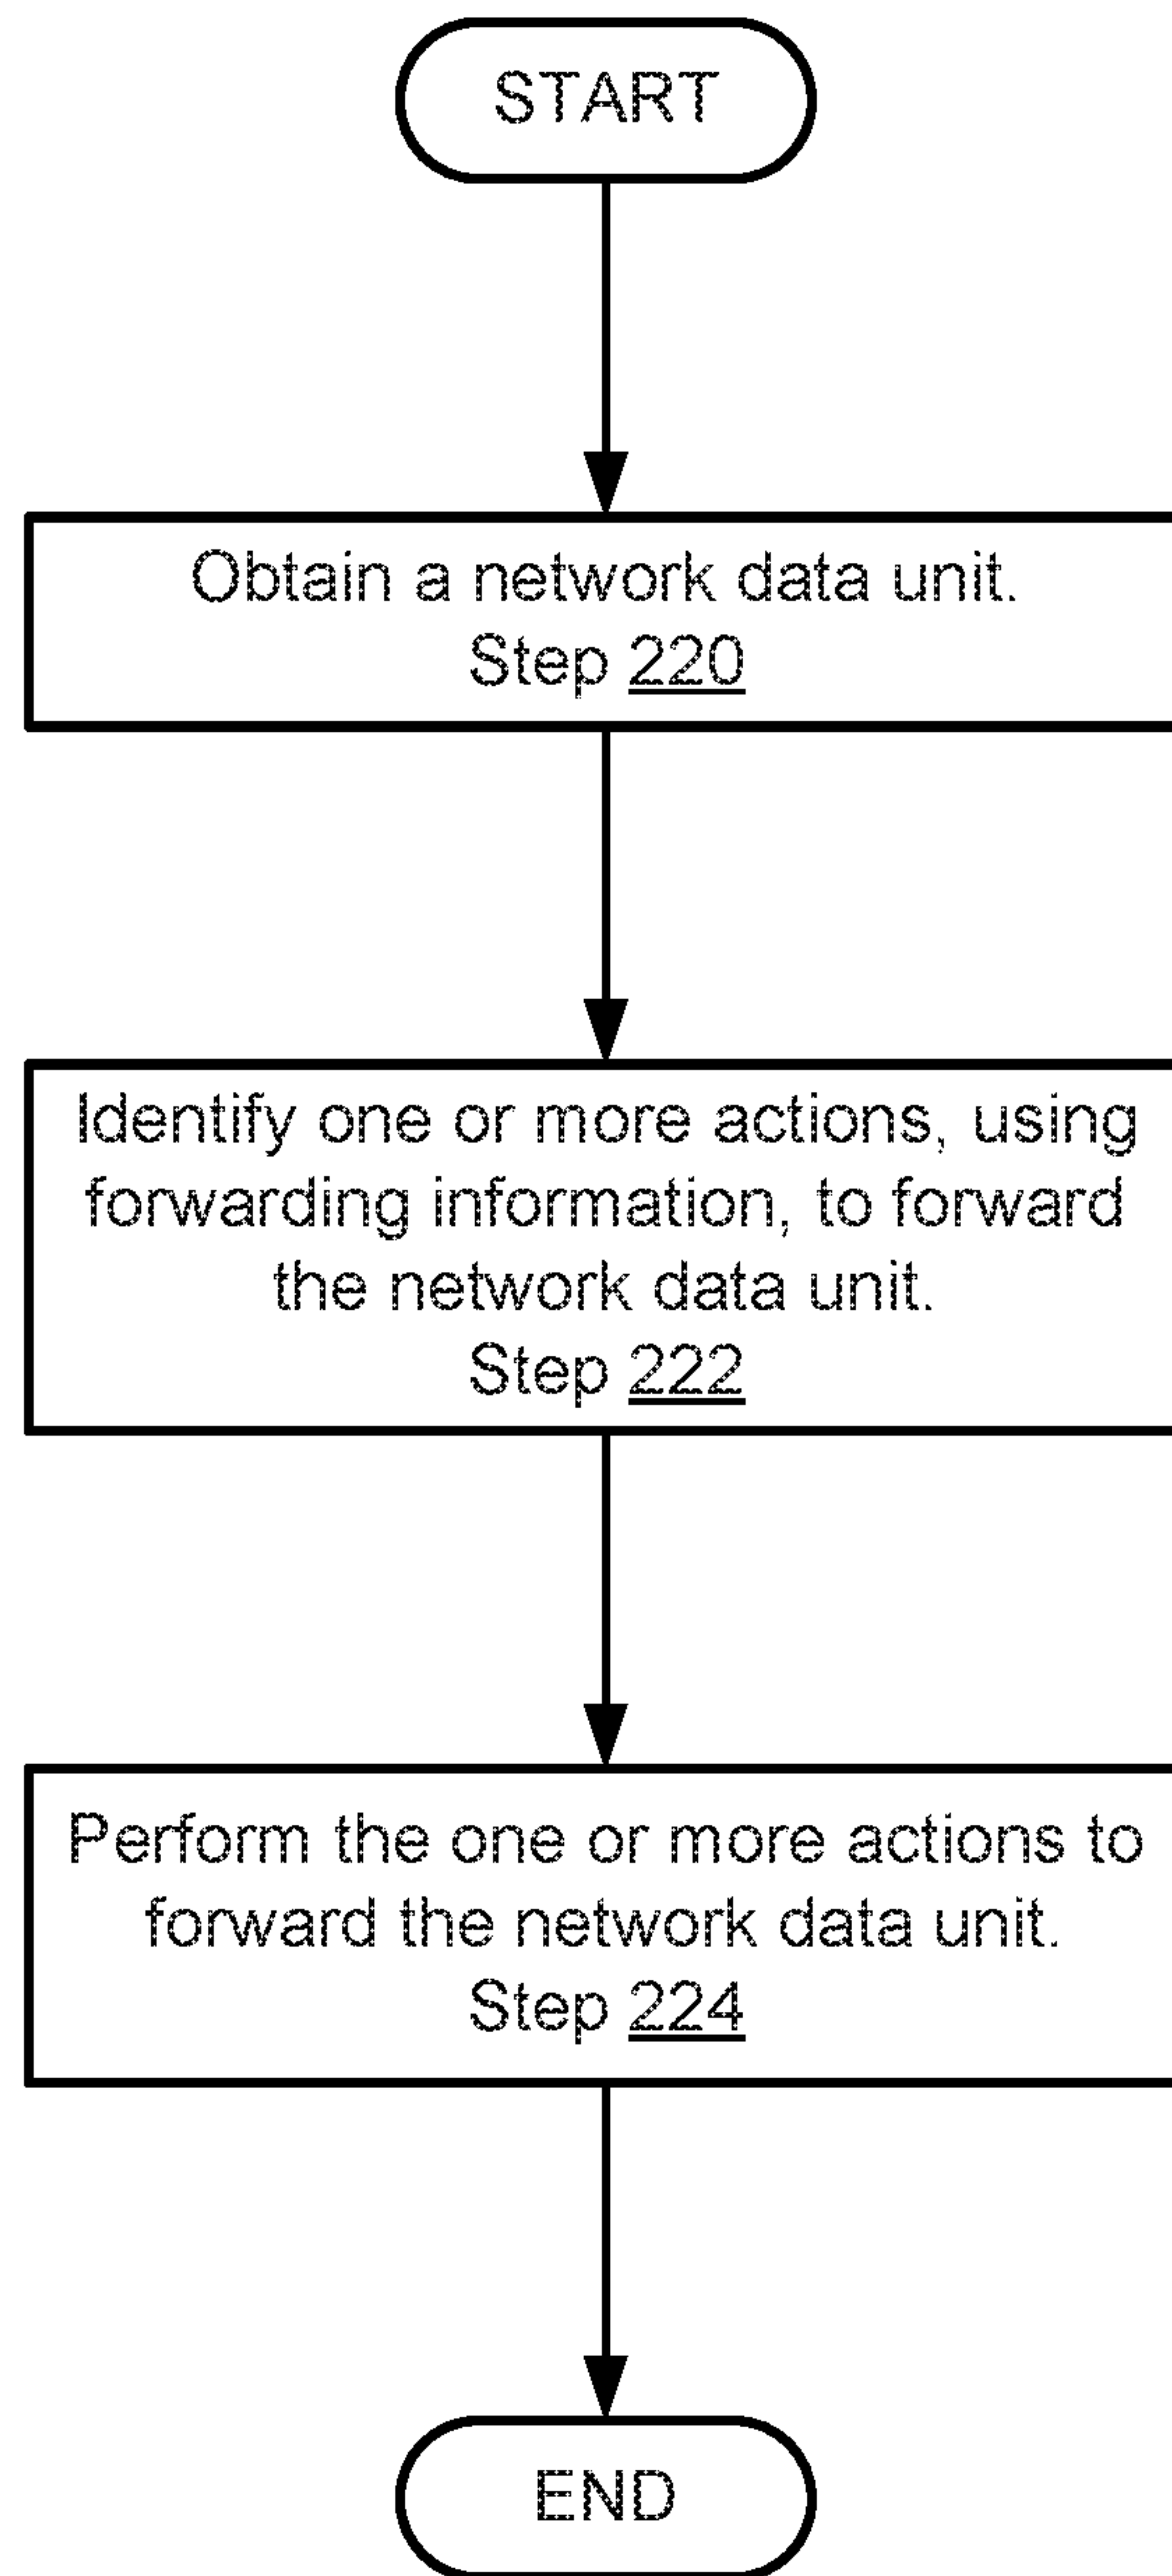 START
Obtain a network data unit.
Step 220
Identify one or more actions, using
forwarding information, to forward
the network data unit.
Step 222
Perform the one or more actions to
forward the network data unit.
Step 224
END